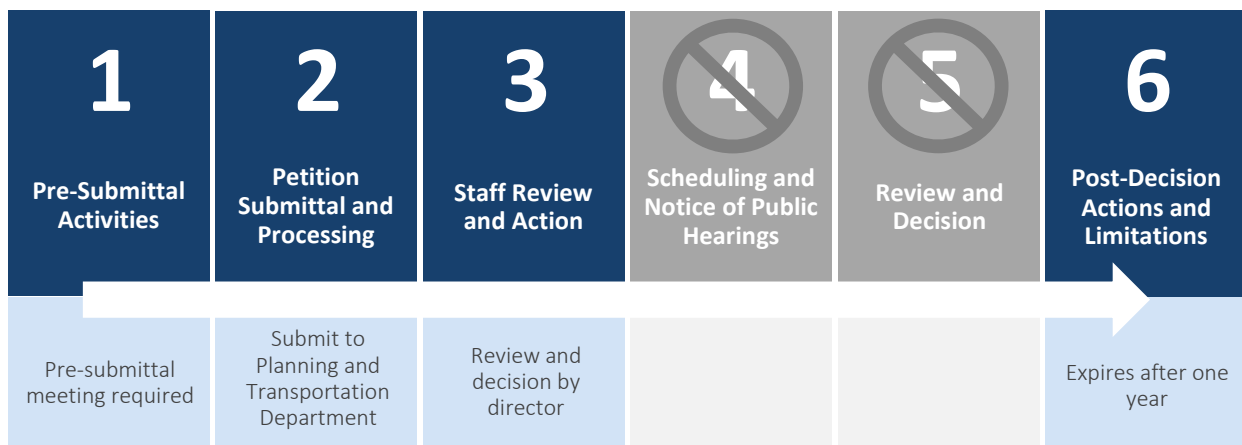 1
Pre-Submittal
Activities
Pre-submittal
meeting required
2
Petition
Submittal and
Processing
Submit to
Planning and
Transportation
Department
3
Staff Review
and Action
Review and
decision by
director
4
Scheduling and
Notice of Public
Hearings
5
Review and
Decision
6
Post-Decision
Actions and
Limitations
Expires after one
year